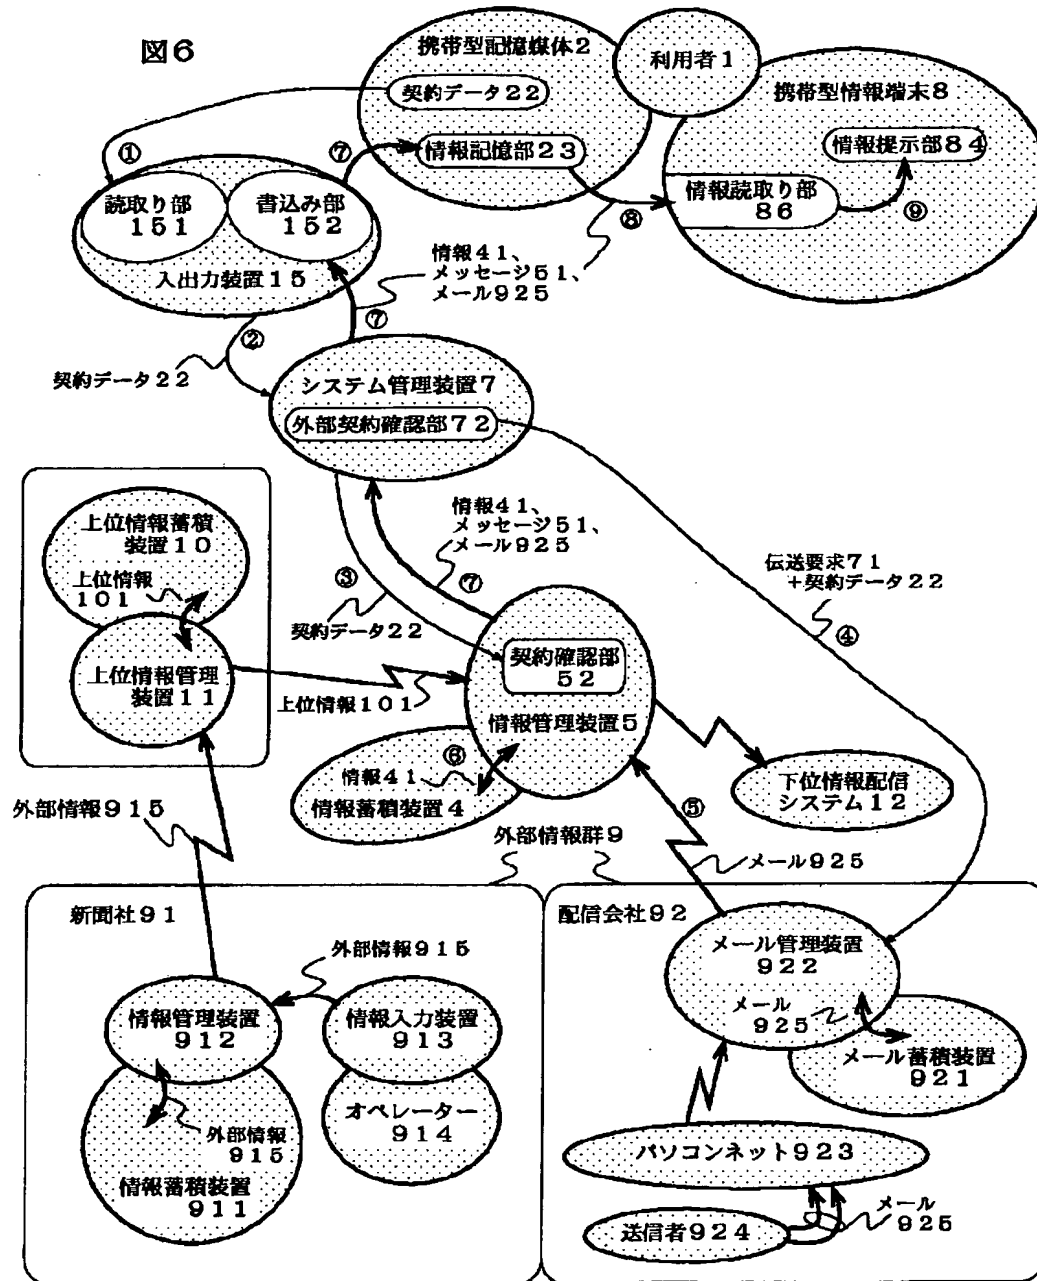 図6
携帯型記憶媒体2
利用者1
契約データ22
携帯型情報端末8
①
⑦
情報記憶部23
情報提示部84
読取り部
151
書込み部
152
⑧
情報読取り部
86
⑨
入出力装置15
情報41、
メッセージ51、
メール925
②
⑦
契約データ22
システム管理装置7
外部契約確認部72
上位情報蓄積
装置10
情報41、
メッセージ51、
メール925
上位情報
101
③
⑦
伝送要求71
+契約データ22
契約データ22
④
契約確認部
52
上位情報管理
装置11
上位情報101
情報管理装置5
⑥
情報41
情報蓄積装置4
下位情報配信
システム12
外部情報915
⑤
外部情報群9
メール925
新聞社91
配信会社92
外部情報915
メール管理装置
922
情報管理装置
912
情報入力装置
913
メール
925
メール蓄積装置
921
オペレーター
914
外部情報
915
情報蓄積装置
911
パソコンネット923
送信者924
メール
925